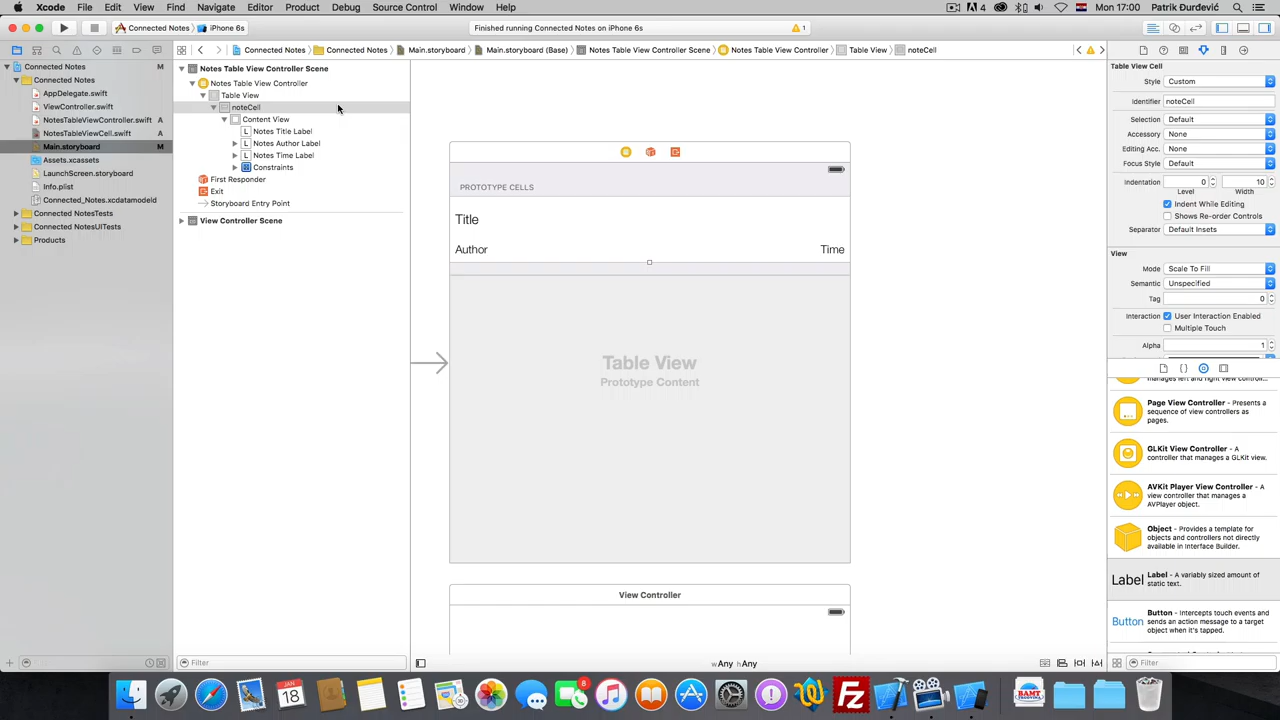 Xcode File Edit View Find Navigate Editor Product Debug Source Control Window Help 4 Mon 17:00 Patrik Đurđević
Connected Notes iPhone 6s Finished running Connected Notes on iPhone 6s 1
Connected Notes Connected Notes Main.storyboard Main.storyboard (Base) Notes Table View Controller Scene Notes Table View Controller Table View noteCell
Connected Notes M
Connected Notes
AppDelegate.swift
ViewController.swift
NotesTableViewController.swift A
NotesTableViewCell.swift A
Main.storyboard M
Assets.xcassets
LaunchScreen.storyboard
Info.plist
Connected_Notes.xcdatamodeld
Connected NotesTests
Connected NotesUITests
Products
Notes Table View Controller Scene
Notes Table View Controller
Table View
noteCell
Content View
L Notes Title Label
L Notes Author Label
L Notes Time Label
Constraints
First Responder
Exit
Storyboard Entry Point
View Controller Scene
Filter
PROTOTYPE CELLS
Title
Author Time
Table View
Prototype Content
View Controller
wAny hAny
Table View Cell
Style Custom
Identifier noteCell
Selection Default
Accessory None
Editing Acc. None
Focus Style Default
Indentation 0 10
Level Width
Indent While Editing
Shows Re-order Controls
Separator Default Insets
View
Mode Scale To Fill
Semantic Unspecified
Tag 0
Interaction User Interaction Enabled
Multiple Touch
Alpha 1
manages left and right view controll...
Page View Controller - Presents a
sequence of view controllers as
pages.
GLKit View Controller - A
controller that manages a GLKit view.
AVKit Player View Controller - A
view controller that manages a
AVPlayer object.
Object - Provides a template for
objects and controllers not directly
available in Interface Builder.
Label Label - A variably sized amount of
static text.
Button Button - Intercepts touch events and
sends an action message to a target
object when it's tapped.
Filter
JAN
18
8